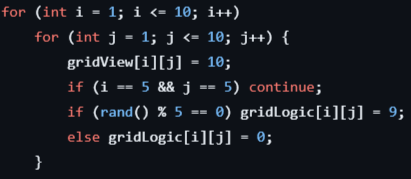 for (int i = 1; i <= 10; i++)
    for (int j = 1; j <= 10; j++) {
        gridView[i][j] = 10;
        if (i == 5 && j == 5) continue;
        if (rand() % 5 == 0) gridLogic[i][j] = 9;
        else gridLogic[i][j] = 0;
    }